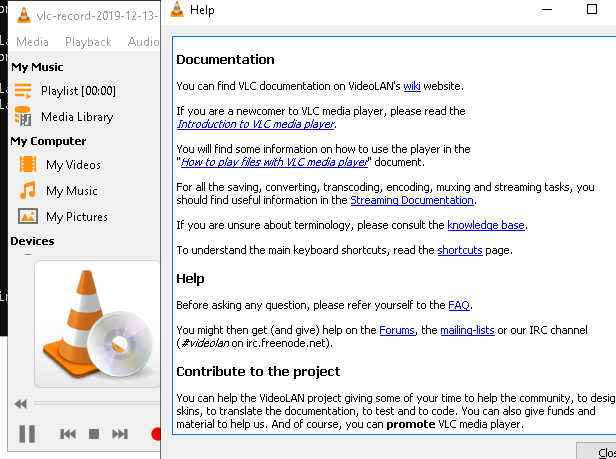 vlc-record-2019-12-13-
Media Playback Audio
My Music
Playlist [00:00]
Media Library
My Computer
My Videos
My Music
My Pictures
Devices
Help
Documentation
You can find VLC documentation on VideoLAN's wiki website.
If you are a newcomer to VLC media player, please read the
Introduction to VLC media player.
You will find some information on how to use the player in the
"How to play files with VLC media player" document.
For all the saving, converting, transcoding, encoding, muxing and streaming tasks, you
should find useful information in the Streaming Documentation.
If you are unsure about terminology, please consult the knowledge base.
To understand the main keyboard shortcuts, read the shortcuts page.
Help
Before asking any question, please refer yourself to the FAQ.
You might then get (and give) help on the Forums, the mailing-lists or our IRC channel
(#videolan on irc.freenode.net).
Contribute to the project
You can help the VideoLAN project giving some of your time to help the community, to desig
skins, to translate the documentation, to test and to code. You can also give funds and
material to help us. And of course, you can promote VLC media player.
Clos